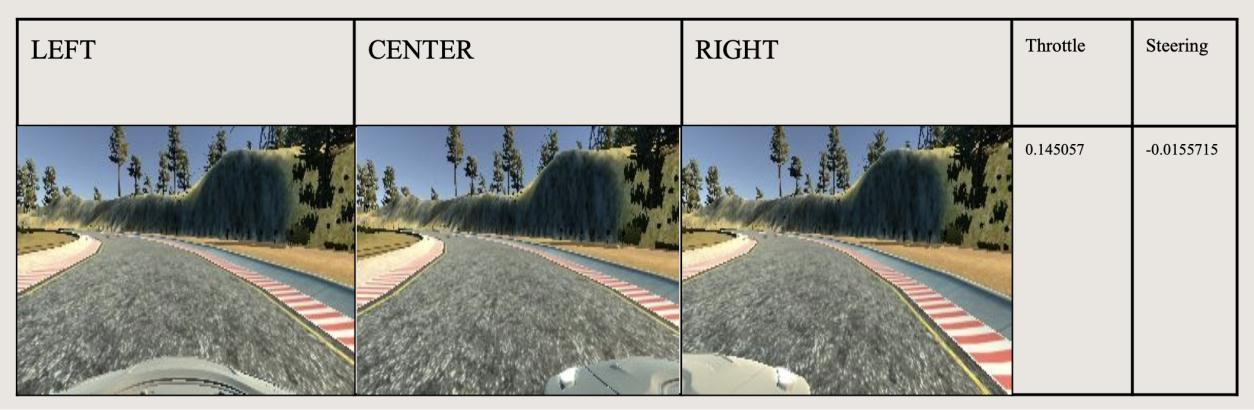 LEFT CENTER RIGHT Throttle Steering
0.145057 -0.0155715